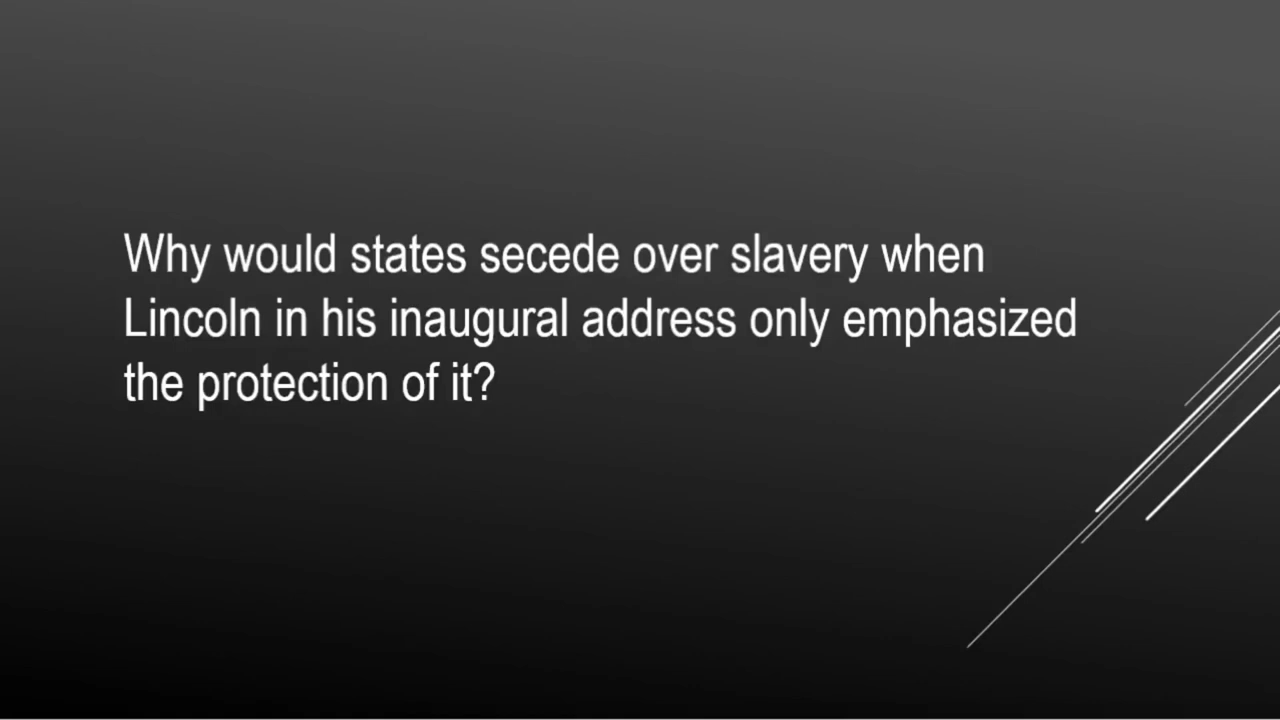 Why would states secede over slavery when
Lincoln in his inaugural address only emphasized
the protection of it?